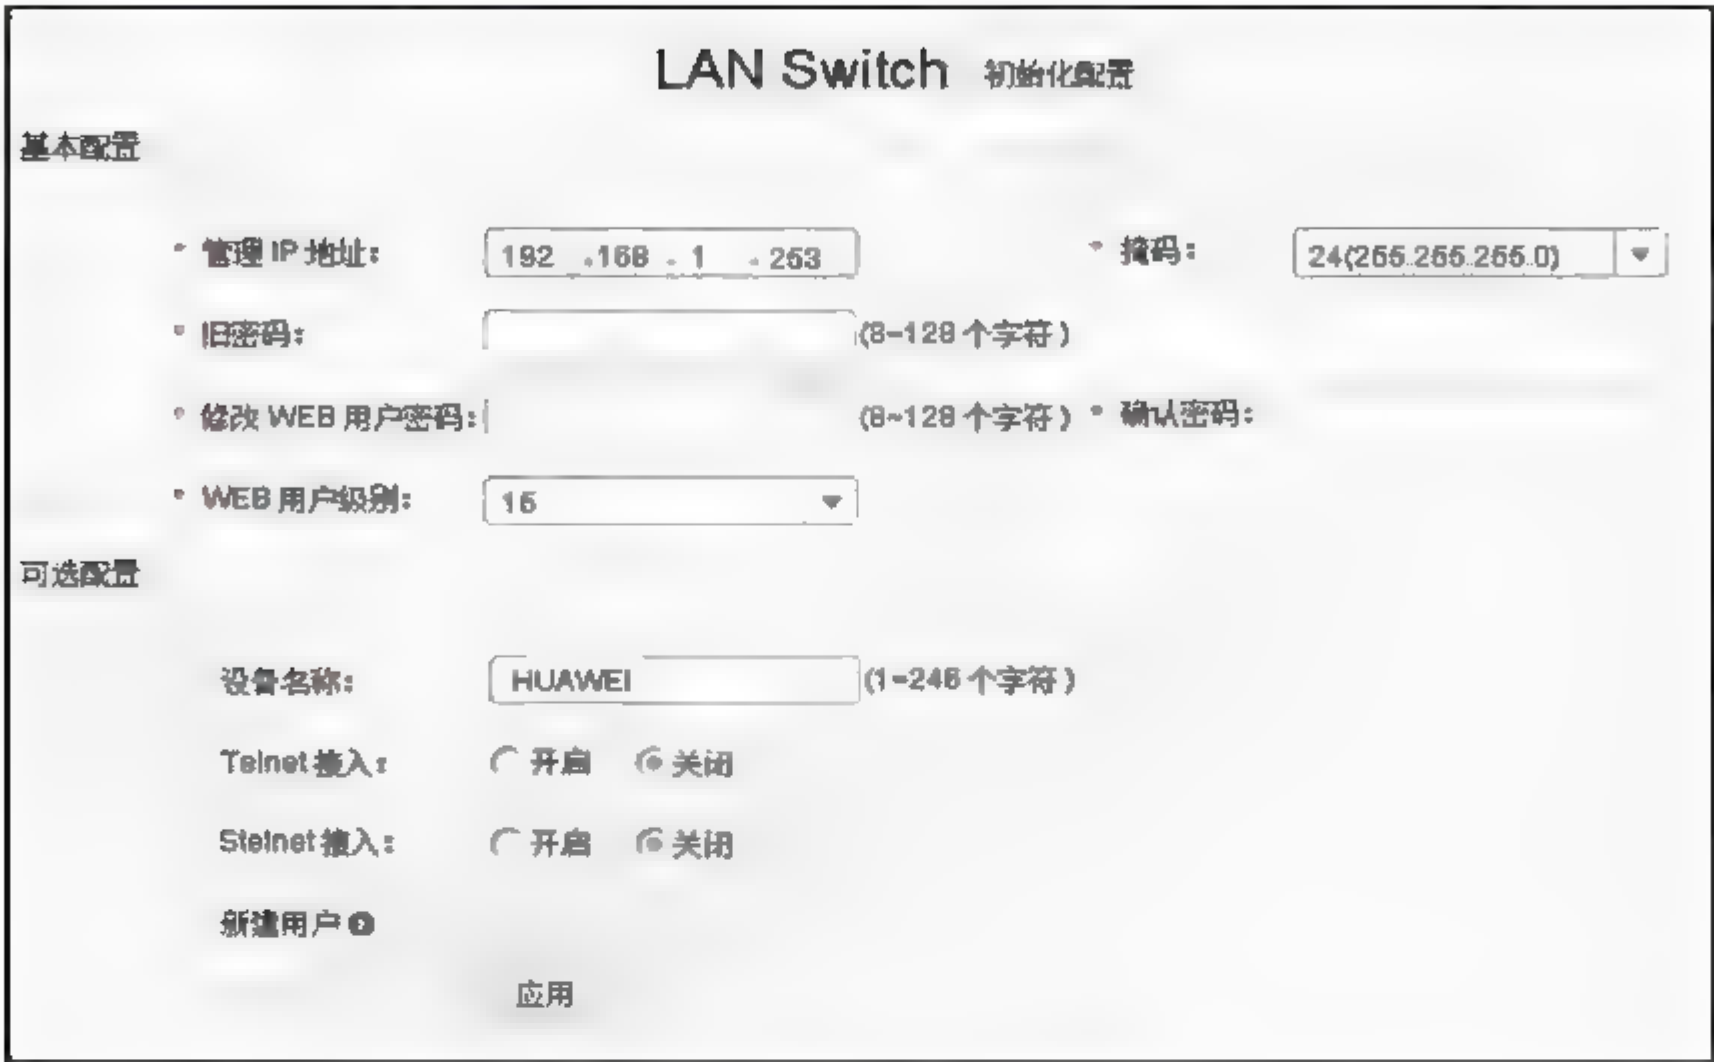 LAN Switch 初始化配置
基本配置
* 管理 IP 地址： 192 .168 . 1 . 253 * 掩码： 24(255.255.255.0)
* 旧密码： (8~128 个字符)
* 修改 WEB 用户密码： (8~128 个字符) * 确认密码：
* WEB 用户级别： 15
可选配置
设备名称： HUAWEI (1~246 个字符)
Telnet 接入： 开启 关闭
Stelnet 接入： 开启 关闭
新建用户
应用